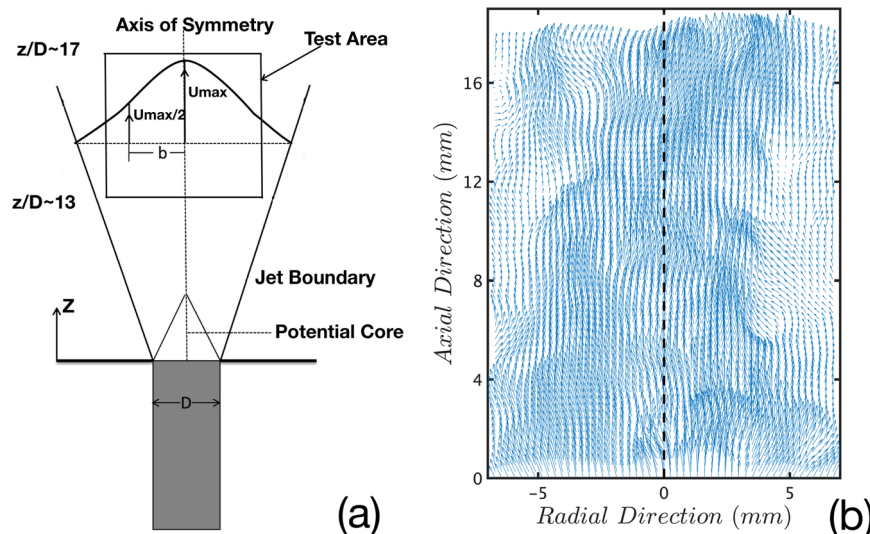 Axis of Symmetry
z/D~17
Test Area
Umax
Umax/2
b
z/D~13
Jet Boundary
Z
Potential Core
D
(a)
16
12
8
4
0
Axial Direction (mm)
-5
0
5
Radial Direction (mm)
(b)